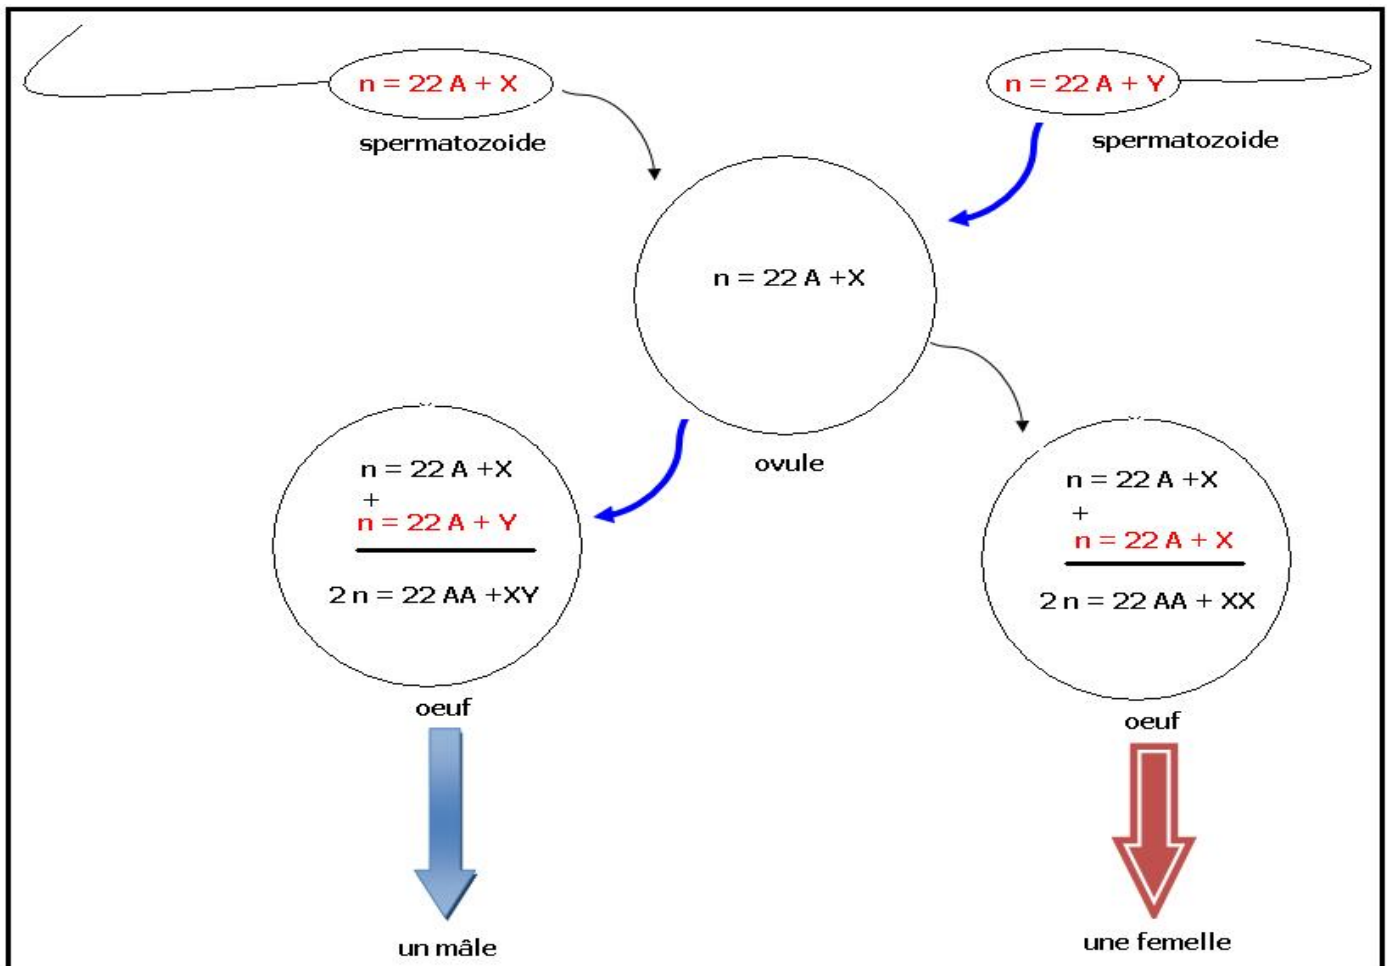 n = 22 A + X
spermatozoide
n = 22 A + Y
spermatozoide
n = 22 A +X
ovule
n = 22 A +X
+
n = 22 A + Y
2 n = 22 AA +XY
oeuf
un mâle
n = 22 A +X
+
n = 22 A + X
2 n = 22 AA + XX
oeuf
une femelle